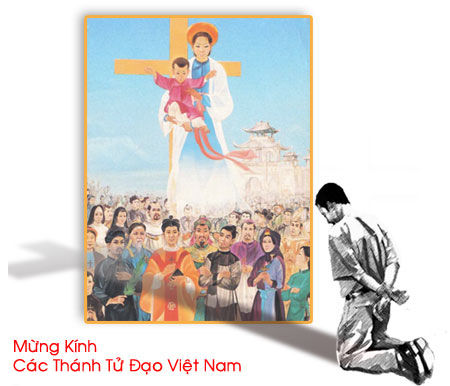 Mừng Kính
Các Thánh Tử Đạo Việt Nam